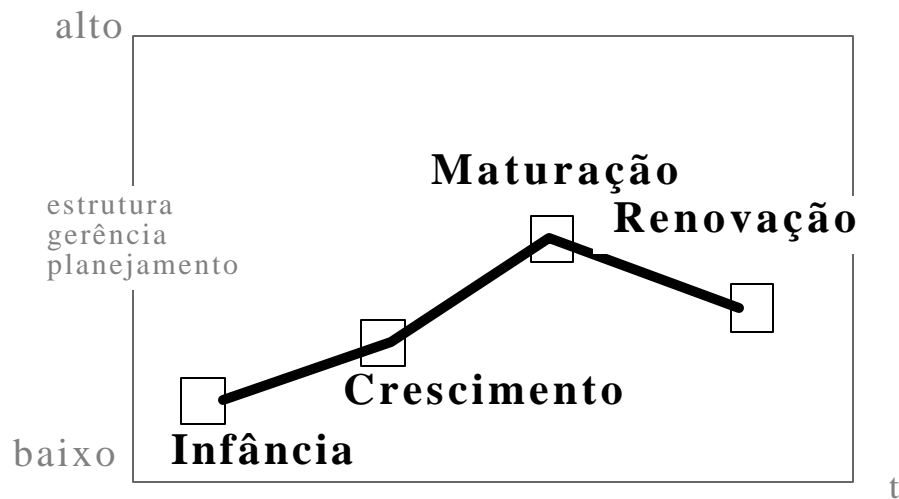 alto
Maturação
Renovação
estrutura
gerência
planejamento
Crescimento
Infância
baixo
t